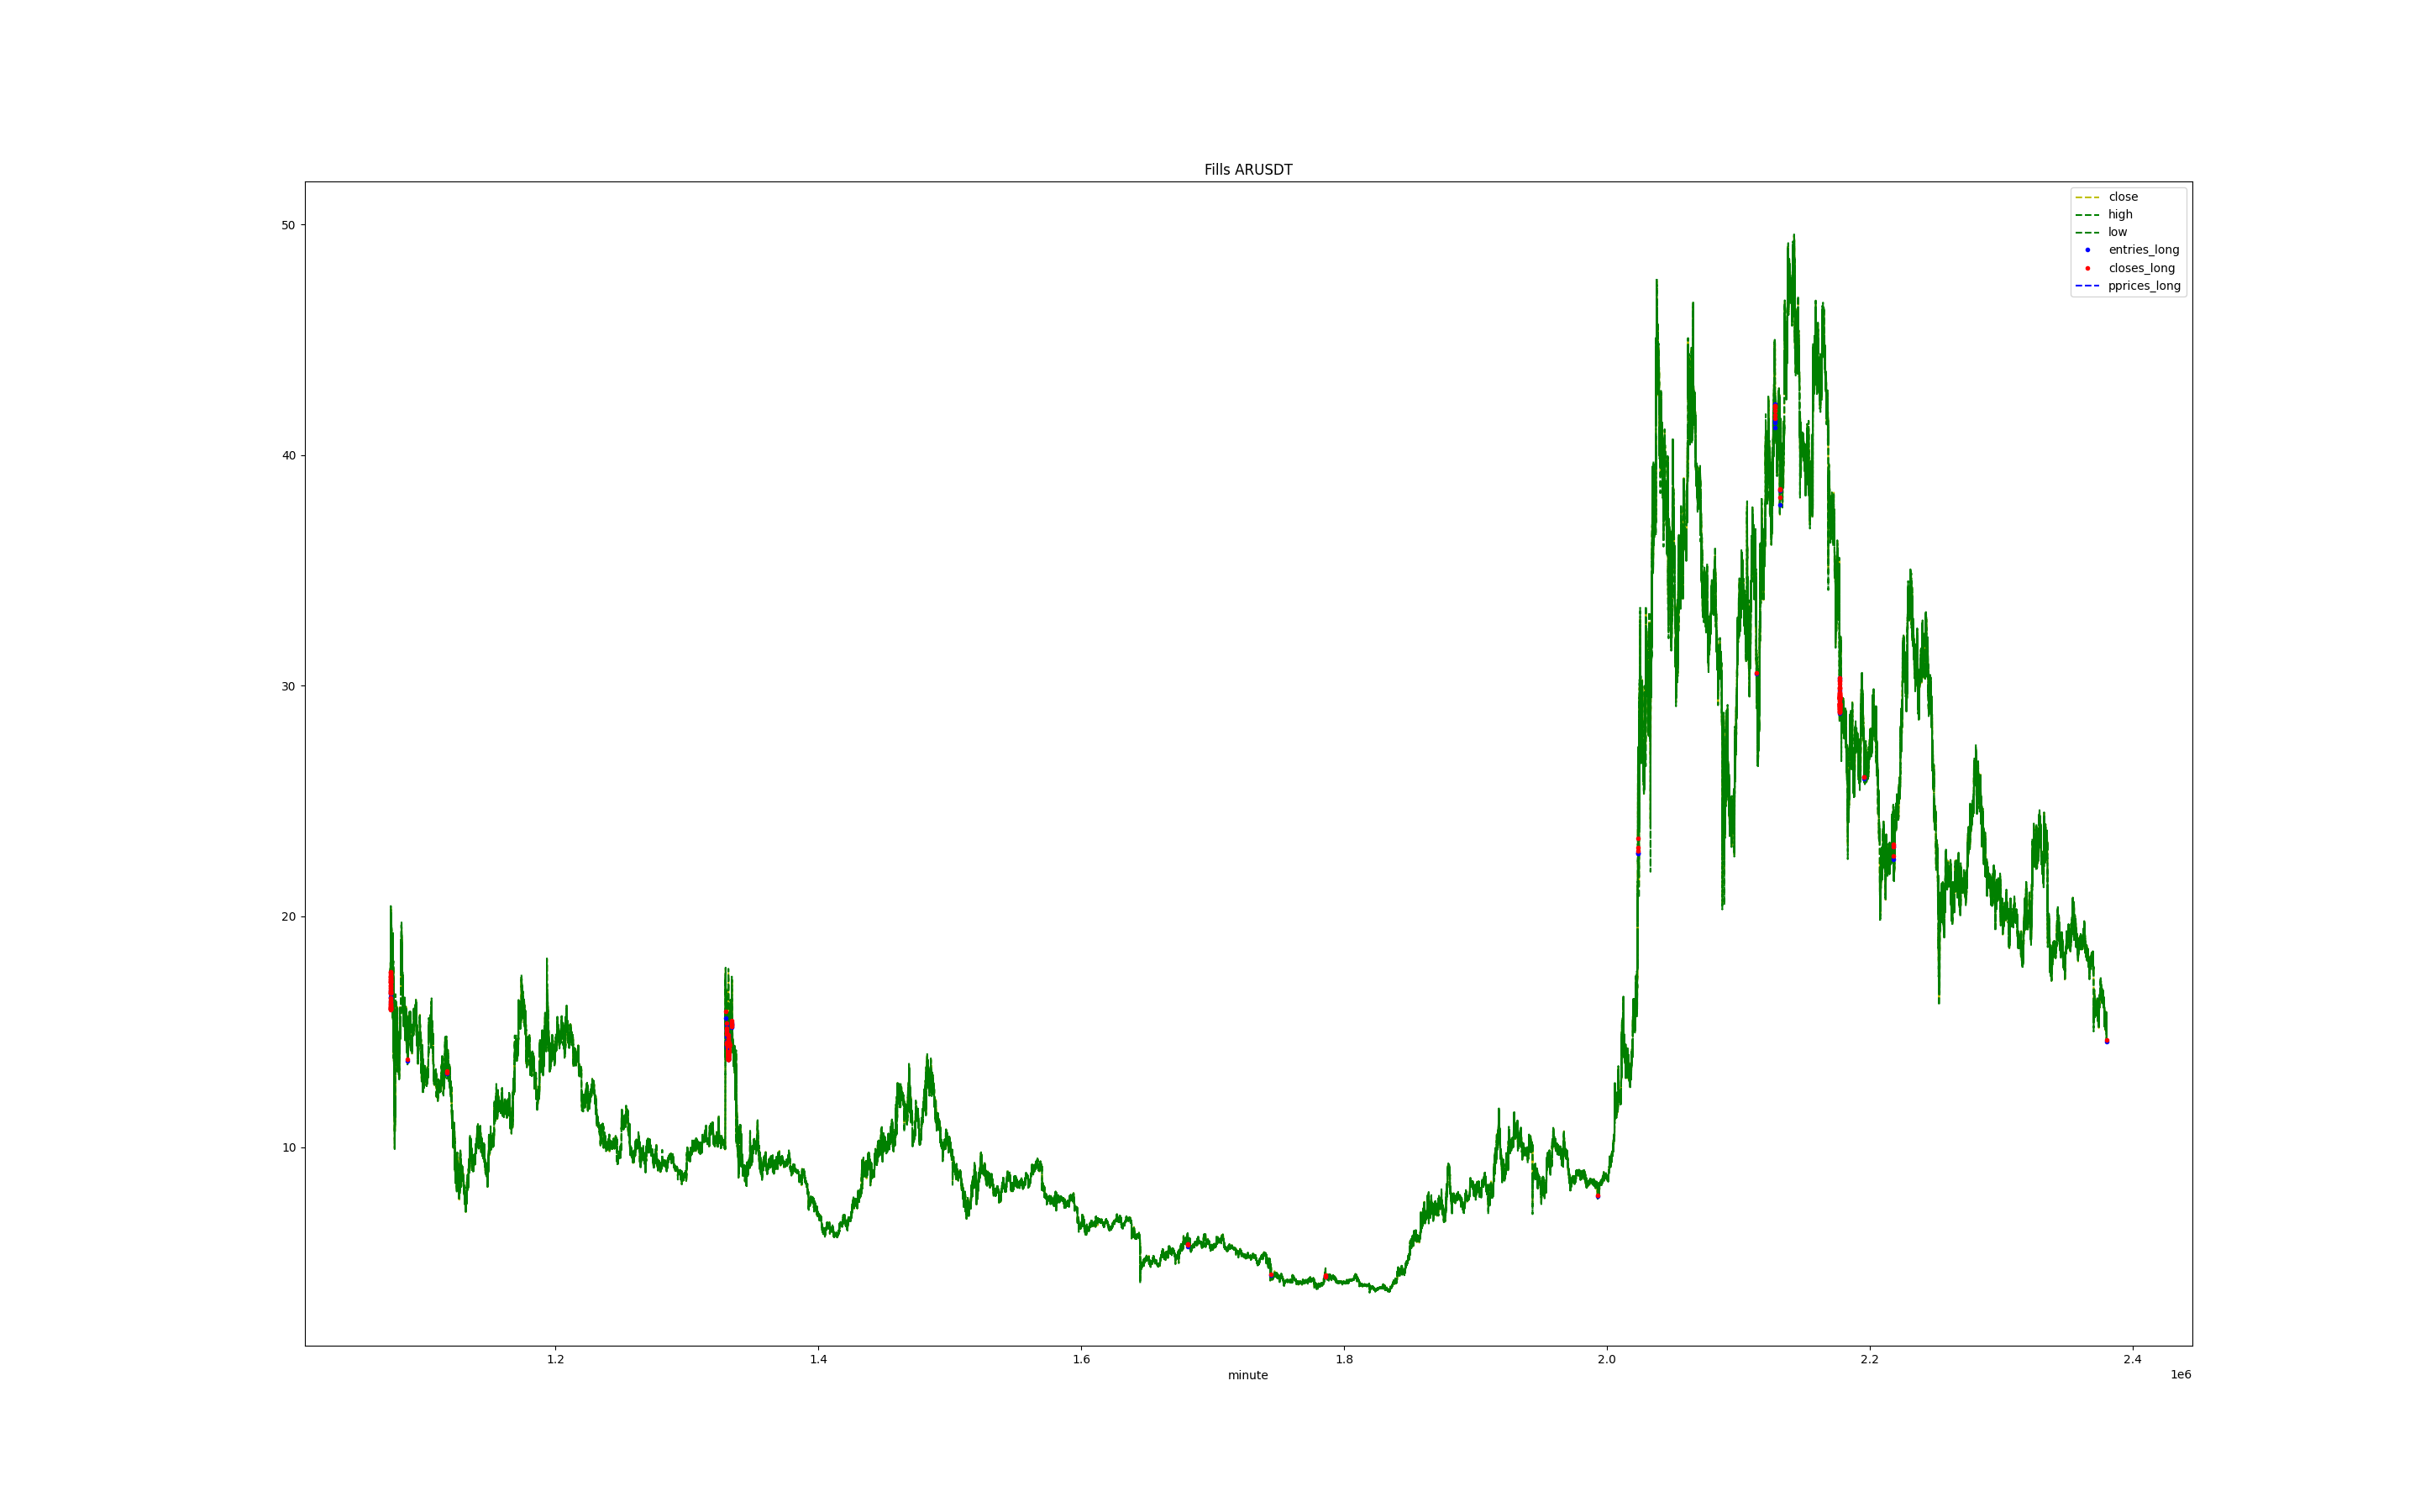 Fills ARUSDT
close
high
low
entries_long
closes_long
pprices_long
50
40
30
20
10
1.2
1.4
1.6
1.8
2.0
2.2
2.4
1e6
minute